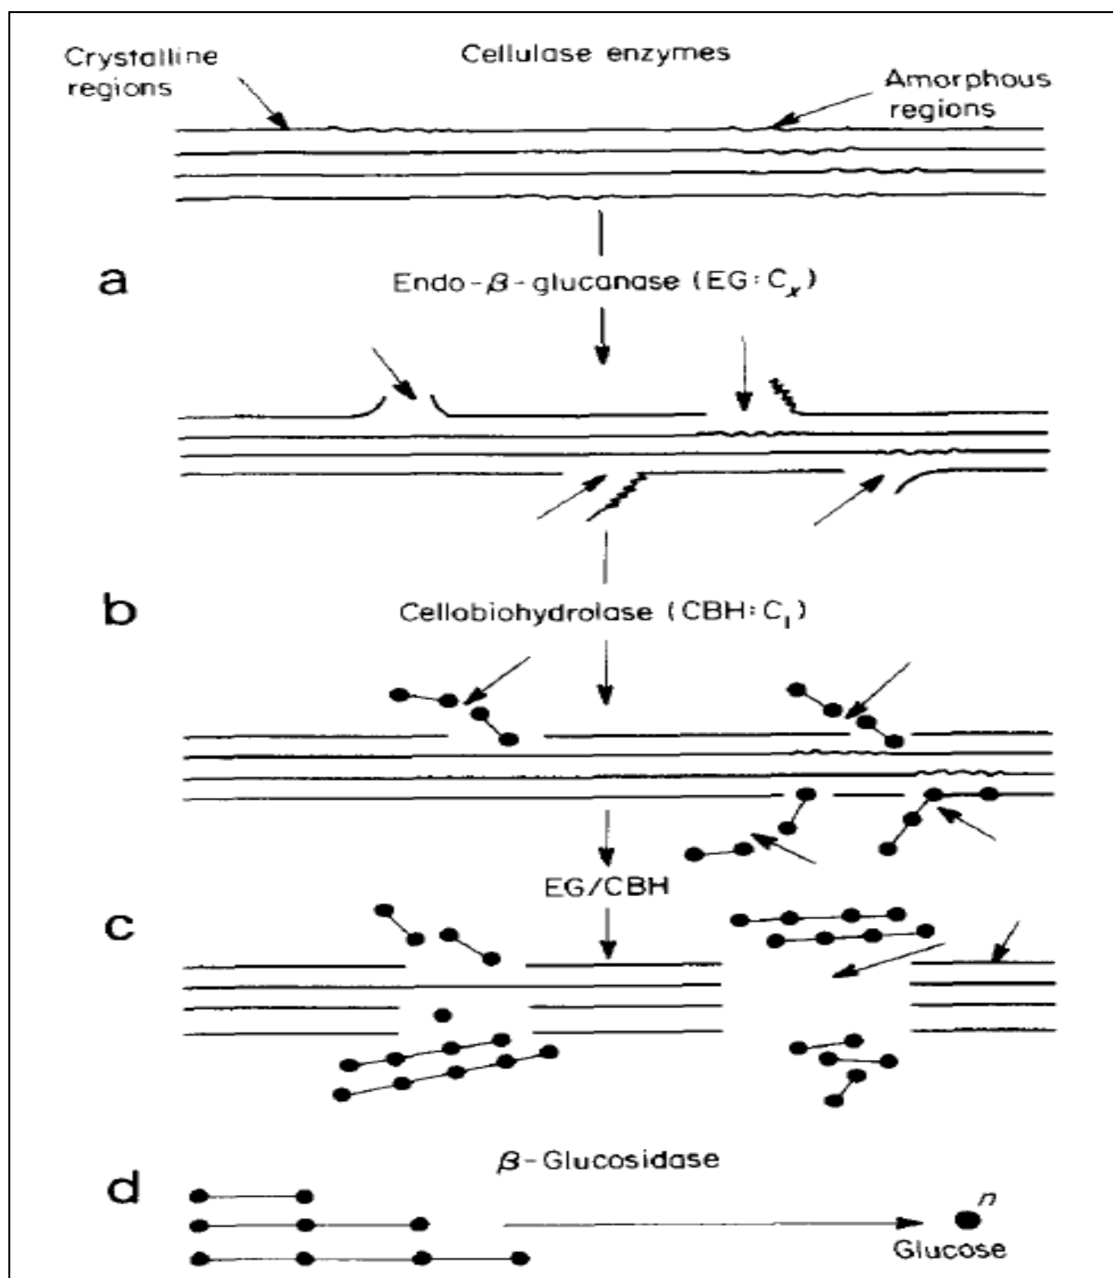 Crystalline
regions
Cellulase enzymes
Amorphous
regions
a
Endo-β-glucanase (EG:Cx)
b
Cellobiohydrolase (CBH:C1)
EG/CBH
c
β-Glucosidase
d
n
Glucose